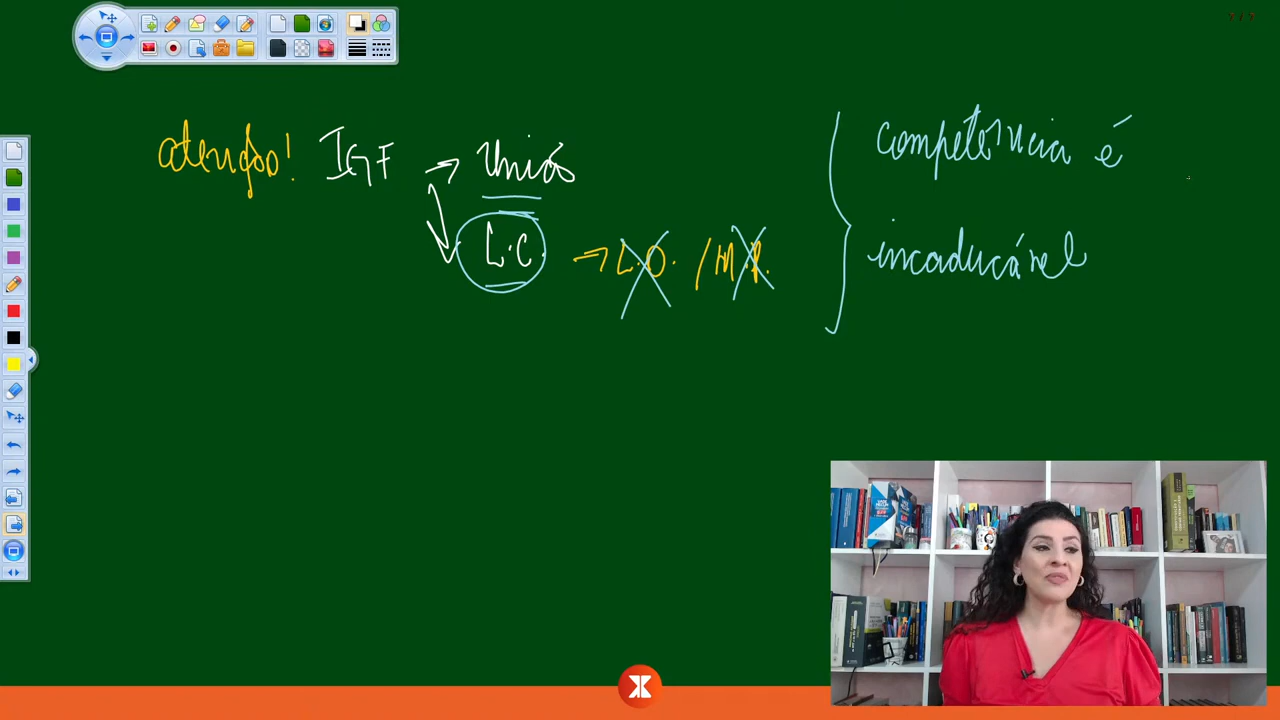 atenção! IGF → União
L.C. → L.O. / M.P.
competência é
incaducável